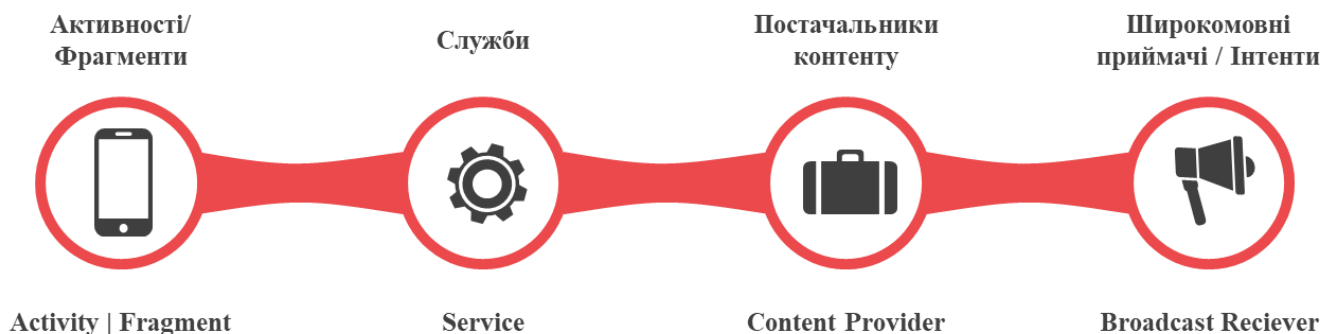 Активності/
Фрагменти
Служби
Постачальники
контенту
Широкомовні
приймачі / Інтенти
Activity | Fragment
Service
Content Provider
Broadcast Reciever